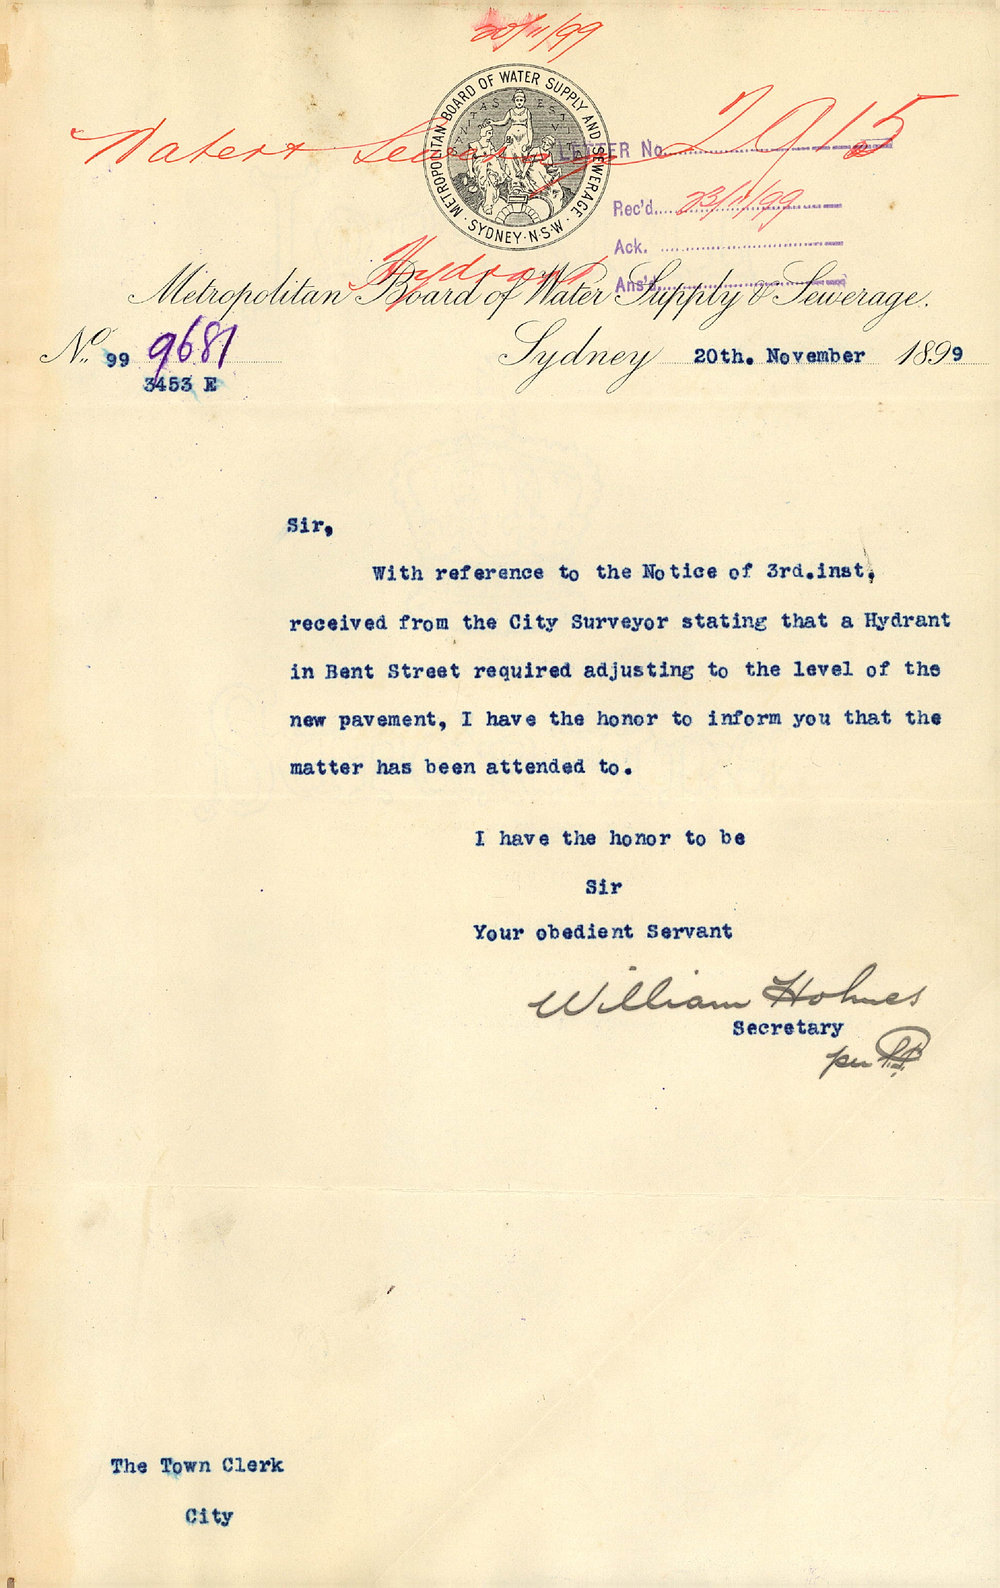 20/11/99
METROPOLITAN BOARD OF WATER SUPPLY AND SEWERAGE
SYDNEY·N·S·W·
Water &
LETTER No. 2915
Rec'd. 23/11/99
Ack.
Ans'd.
Hydrant
Metropolitan Board of Water Supply & Sewerage.
No. 99 9681
3453 E
Sydney 20th. November 1899
Sir,
With reference to the Notice of 3rd.inst.
received from the City Surveyor stating that a Hydrant
in Bent Street required adjusting to the level of the
new pavement, I have the honor to inform you that the
matter has been attended to.
I have the honor to be
Sir
Your obedient Servant
William Holmes
Secretary
per
The Town Clerk
City